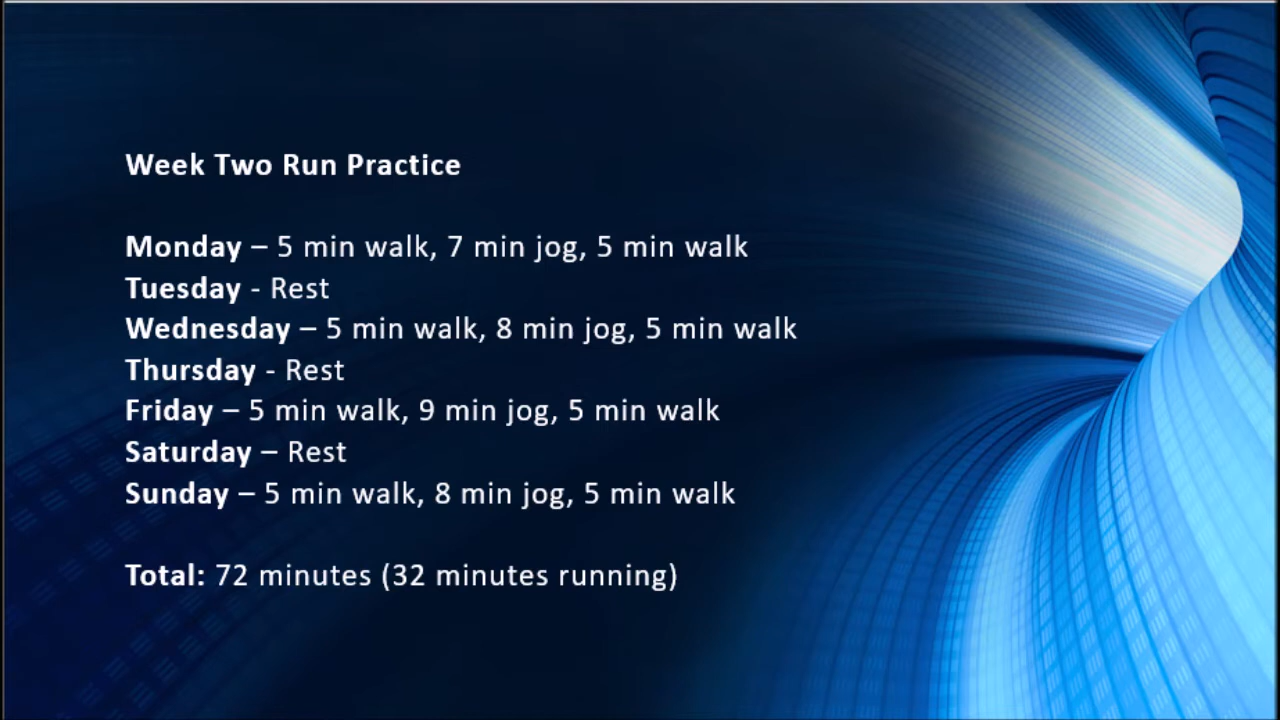 Week Two Run Practice
Monday – 5 min walk, 7 min jog, 5 min walk
Tuesday - Rest
Wednesday – 5 min walk, 8 min jog, 5 min walk
Thursday - Rest
Friday – 5 min walk, 9 min jog, 5 min walk
Saturday – Rest
Sunday – 5 min walk, 8 min jog, 5 min walk
Total: 72 minutes (32 minutes running)